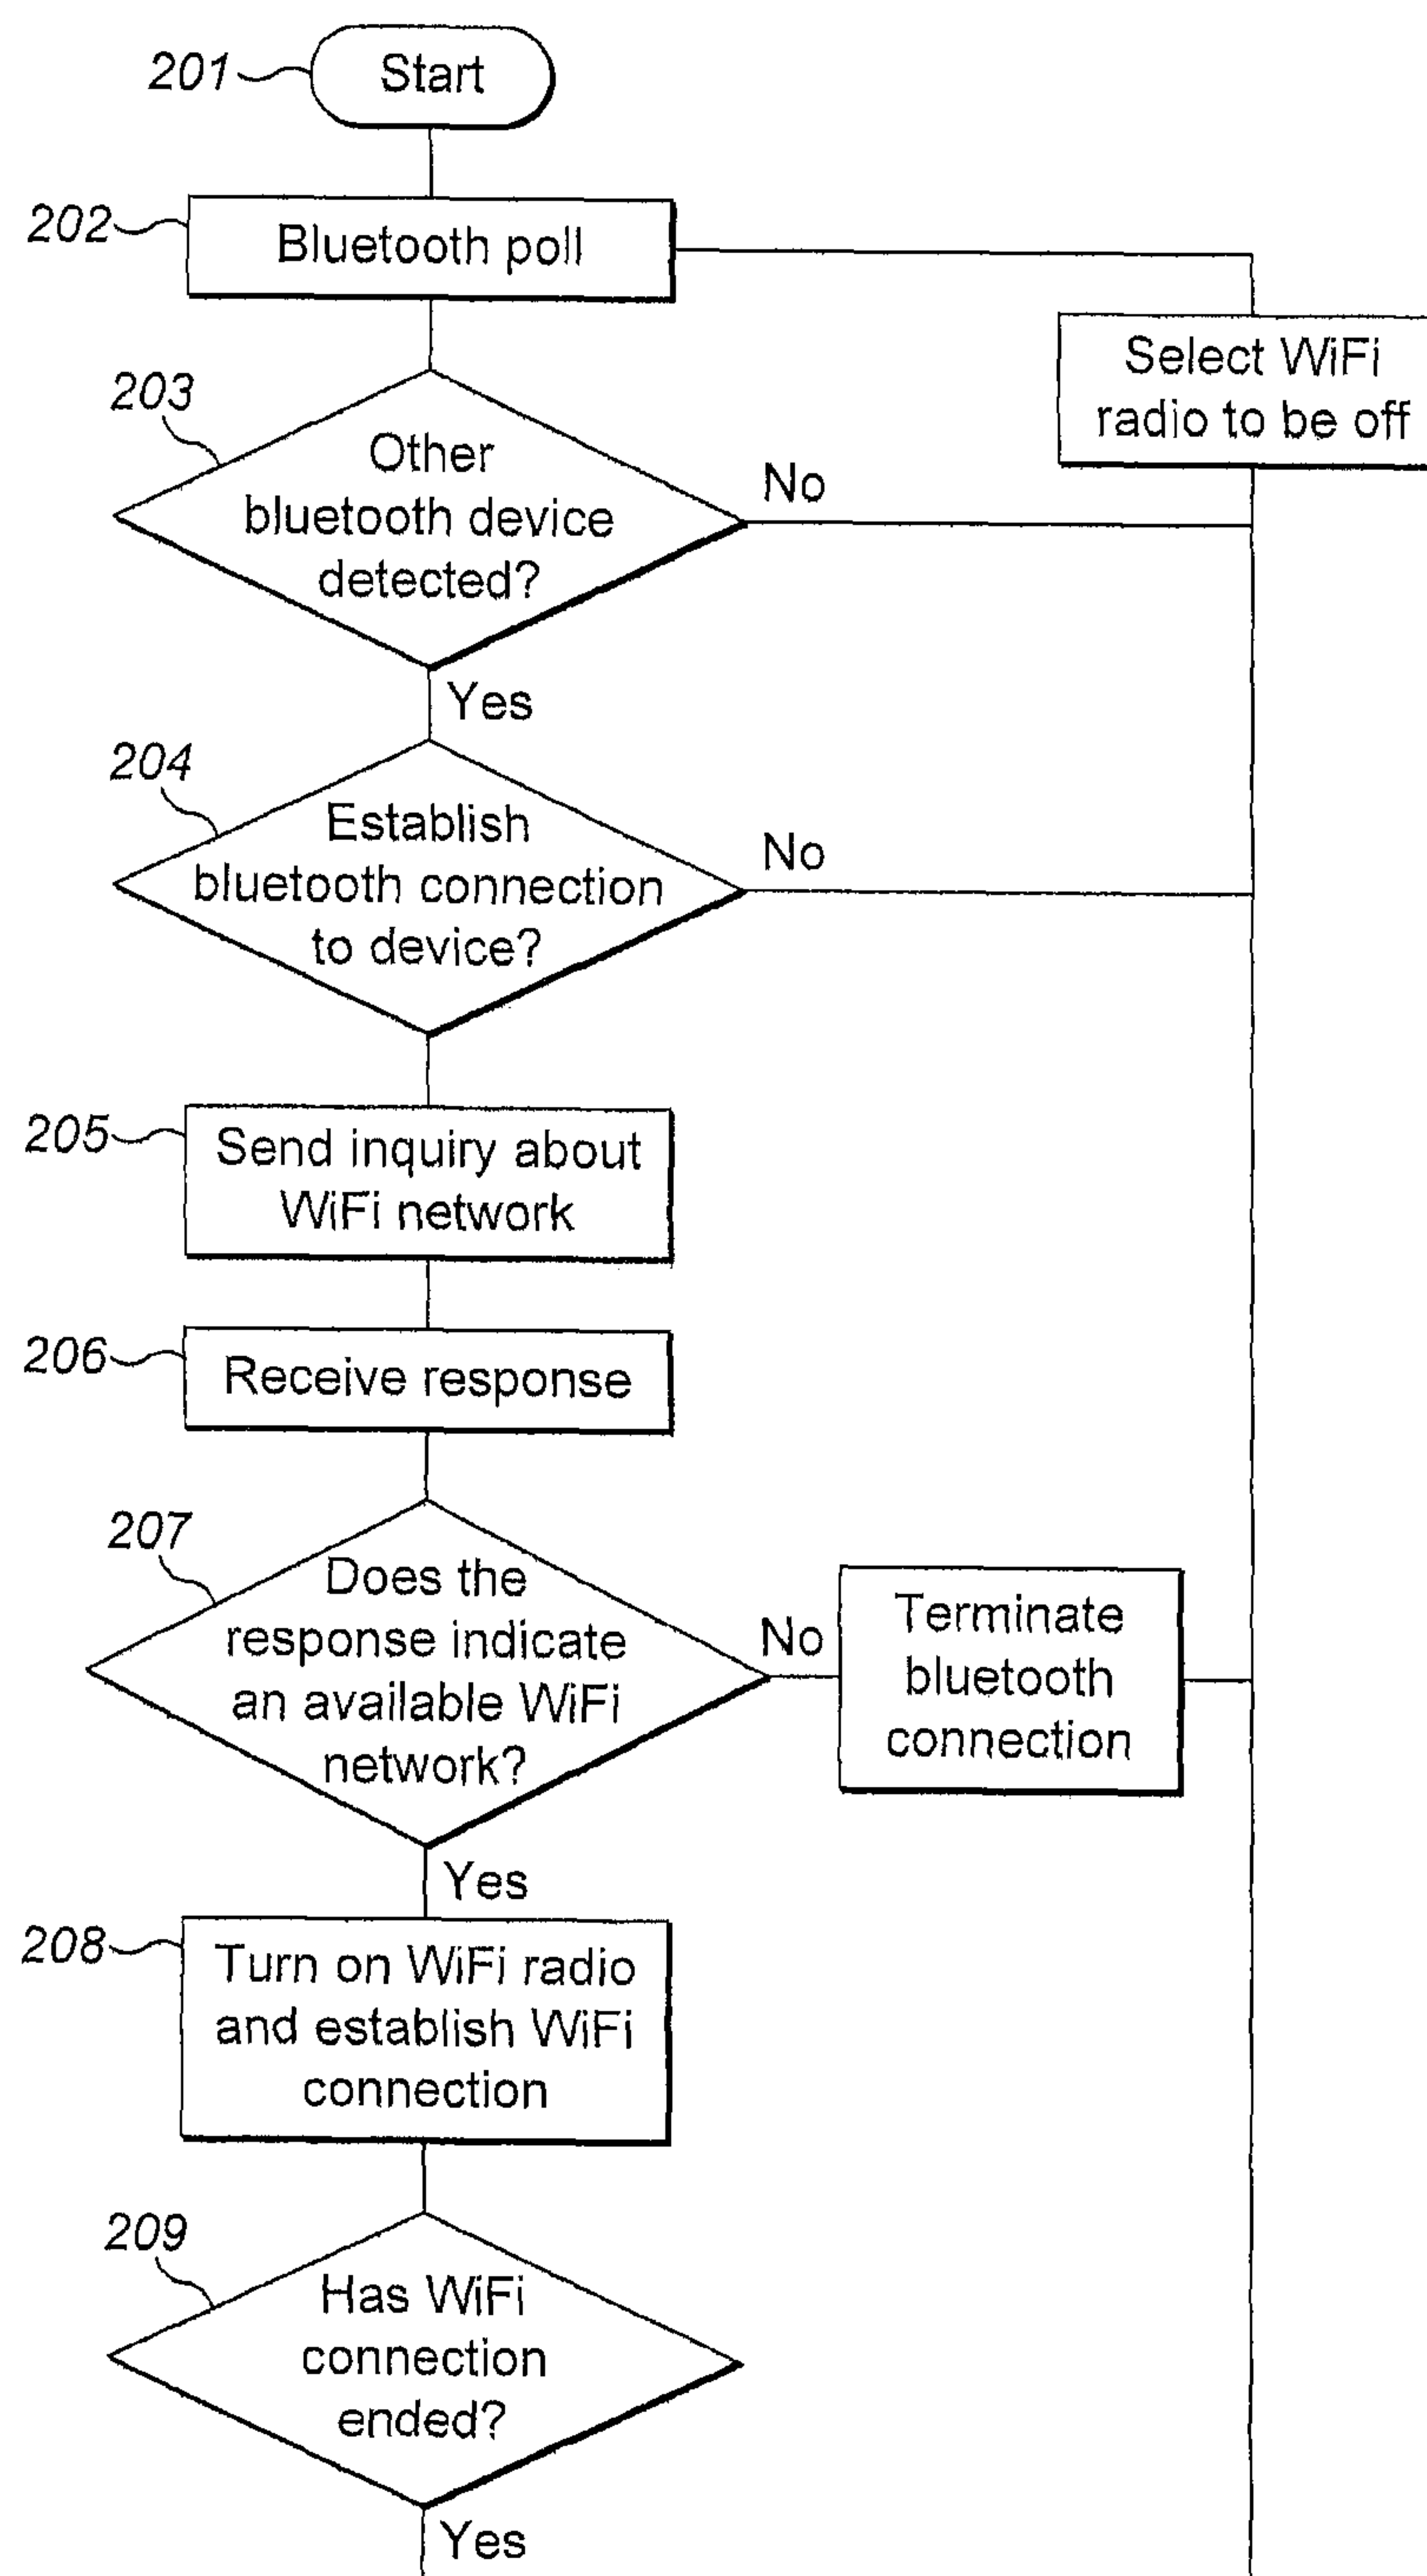 201
Start
202
Bluetooth poll
Select WiFi
radio to be off
203
Other
bluetooth device
detected?
No
Yes
204
Establish
bluetooth connection
to device?
No
205
Send inquiry about
WiFi network
206
Receive response
207
Does the
response indicate
an available WiFi
network?
No
Terminate
bluetooth
connection
Yes
208
Turn on WiFi radio
and establish WiFi
connection
209
Has WiFi
connection
ended?
Yes